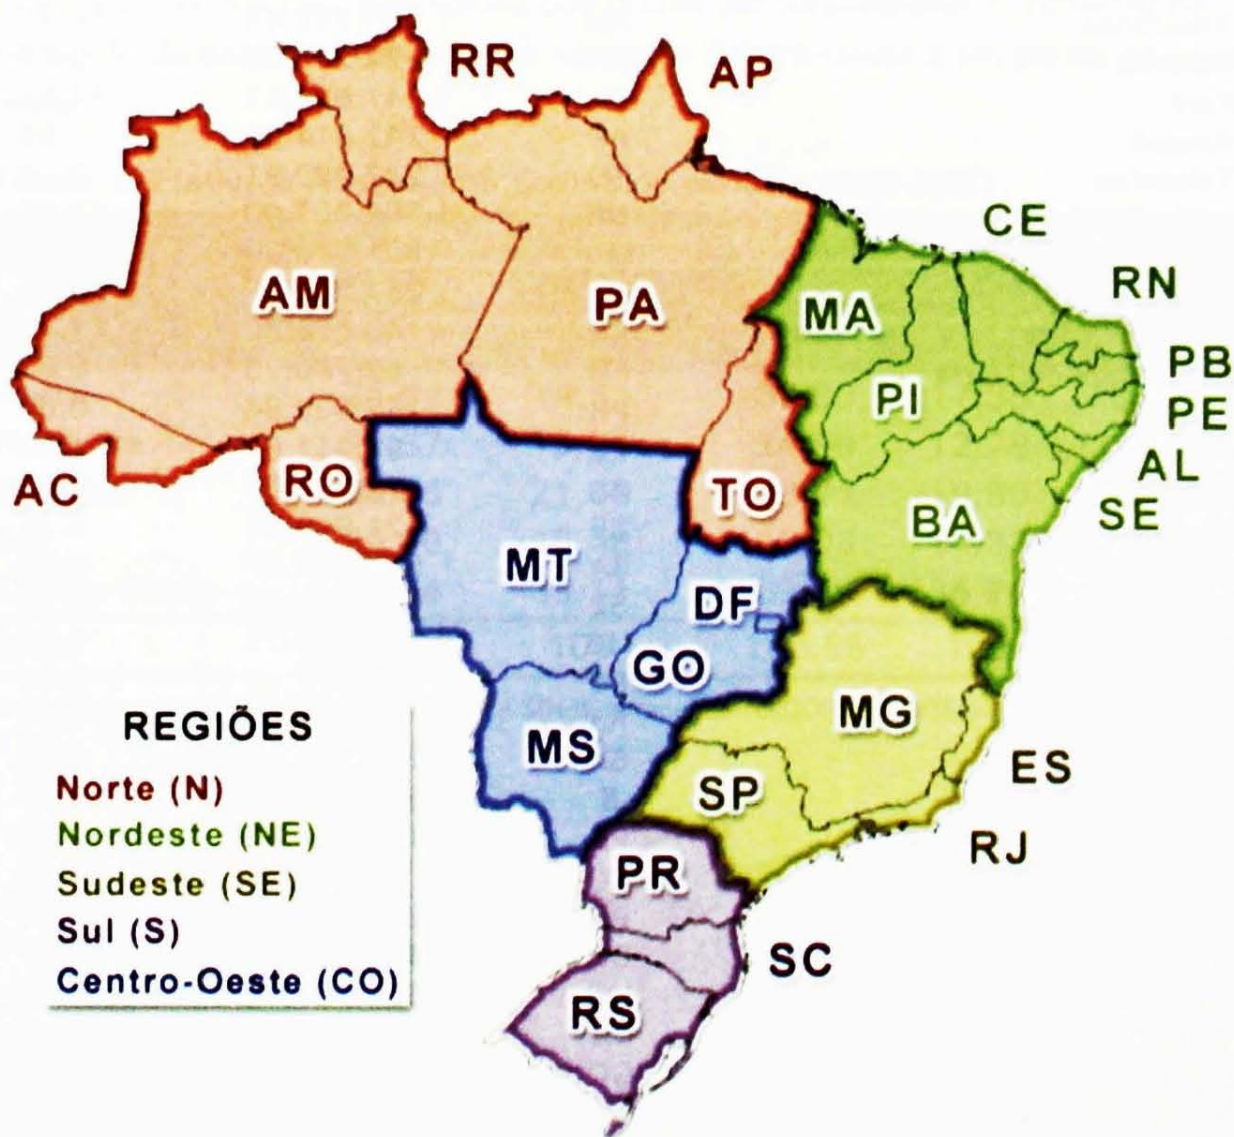 RR
AP
CE
RN
AM
PA
MA
PB
PI
PE
AL
AC
RO
TO
SE
BA
MT
DF
GO
MG
MS
ES
SP
RJ
PR
SC
RS
REGIÕES
Norte (N)
Nordeste (NE)
Sudeste (SE)
Sul (S)
Centro-Oeste (CO)